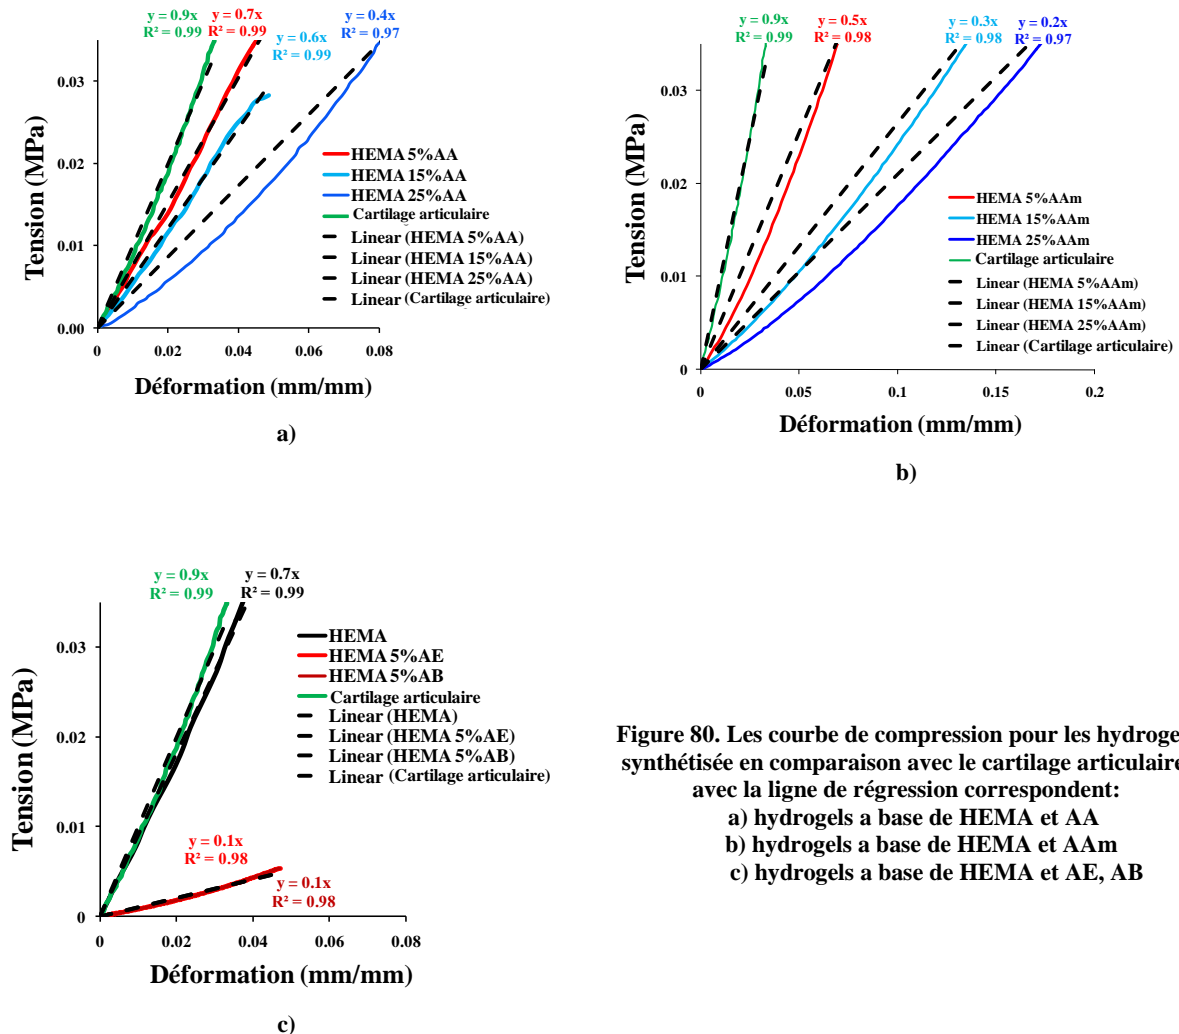 y = 0.9x
R² = 0.99
y = 0.7x
R² = 0.99
y = 0.6x
R² = 0.99
y = 0.4x
R² = 0.97
Tension (MPa)
0.03
0.02
0.01
0.00
0
0.02
0.04
0.06
0.08
Déformation (mm/mm)
HEMA 5%AA
HEMA 15%AA
HEMA 25%AA
Cartilage articulaire
Linear (HEMA 5%AA)
Linear (HEMA 15%AA)
Linear (HEMA 25%AA)
Linear (Cartilage articulaire)
a)
y = 0.9x
R² = 0.99
y = 0.5x
R² = 0.98
y = 0.3x
R² = 0.98
y = 0.2x
R² = 0.97
Tension (MPa)
0.03
0.02
0.01
0
0
0.05
0.1
0.15
0.2
Déformation (mm/mm)
HEMA 5%AAm
HEMA 15%AAm
HEMA 25%AAm
Cartilage articulaire
Linear (HEMA 5%AAm)
Linear (HEMA 15%AAm)
Linear (HEMA 25%AAm)
Linear (Cartilage articulaire)
b)
y = 0.9x
R² = 0.99
y = 0.7x
R² = 0.99
Tension (MPa)
0.03
0.02
0.01
0
0
0.02
0.04
0.06
0.08
Déformation (mm/mm)
HEMA
HEMA 5%AE
HEMA 5%AB
Cartilage articulaire
Linear (HEMA)
Linear (HEMA 5%AE)
Linear (HEMA 5%AB)
Linear (Cartilage articulaire)
y = 0.1x
R² = 0.98
y = 0.1x
R² = 0.98
c)
Figure 80. Les courbe de compression pour les hydroge
synthétisée en comparaison avec le cartilage articulaire
avec la ligne de régression correspondent:
a) hydrogels a base de HEMA et AA
b) hydrogels a base de HEMA et AAm
c) hydrogels a base de HEMA et AE, AB